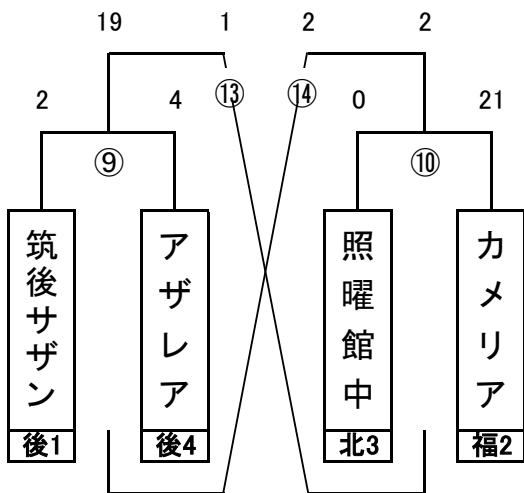 19 1 2 2
⑬ ⑭
2 4 0 21
⑨ ⑩
筑後サザン
アザレア
照曜館中
カメリア
後1 後4 北3 福2